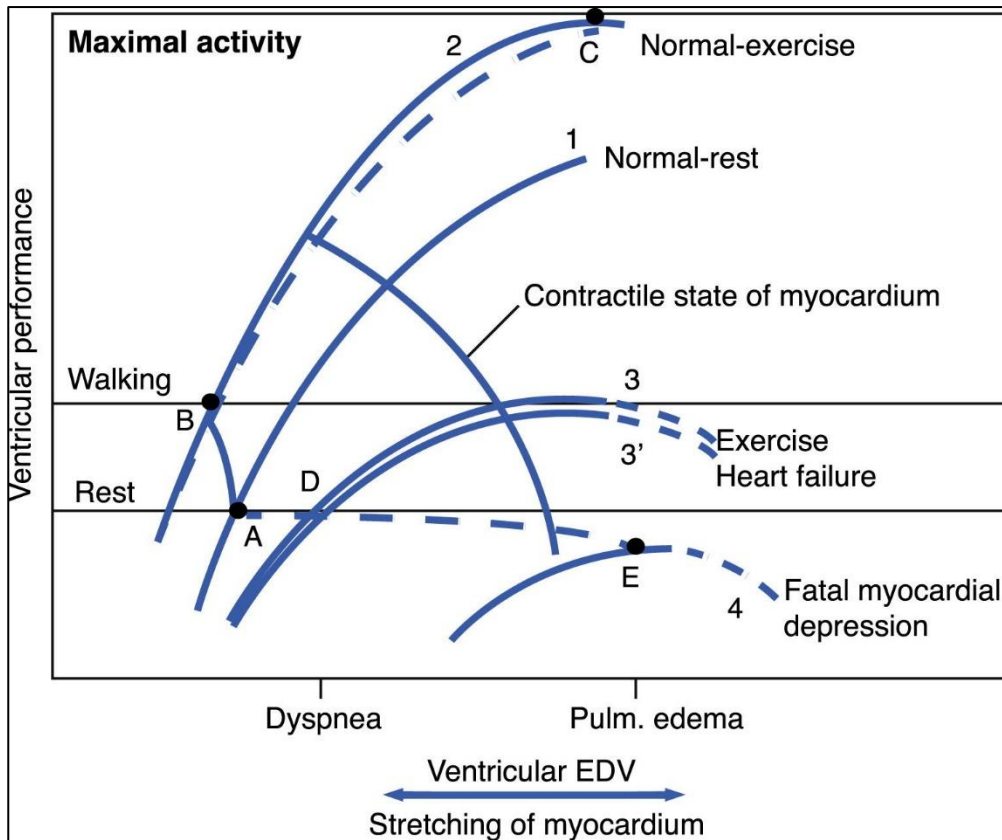 Maximal activity
2
C
Normal-exercise
1
Normal-rest
Contractile state of myocardium
Ventricular performance
Walking
B
3
3’
Exercise
Heart failure
Rest
D
A
E
4
Fatal myocardial
depression
Dyspnea
Pulm. edema
Ventricular EDV
Stretching of myocardium